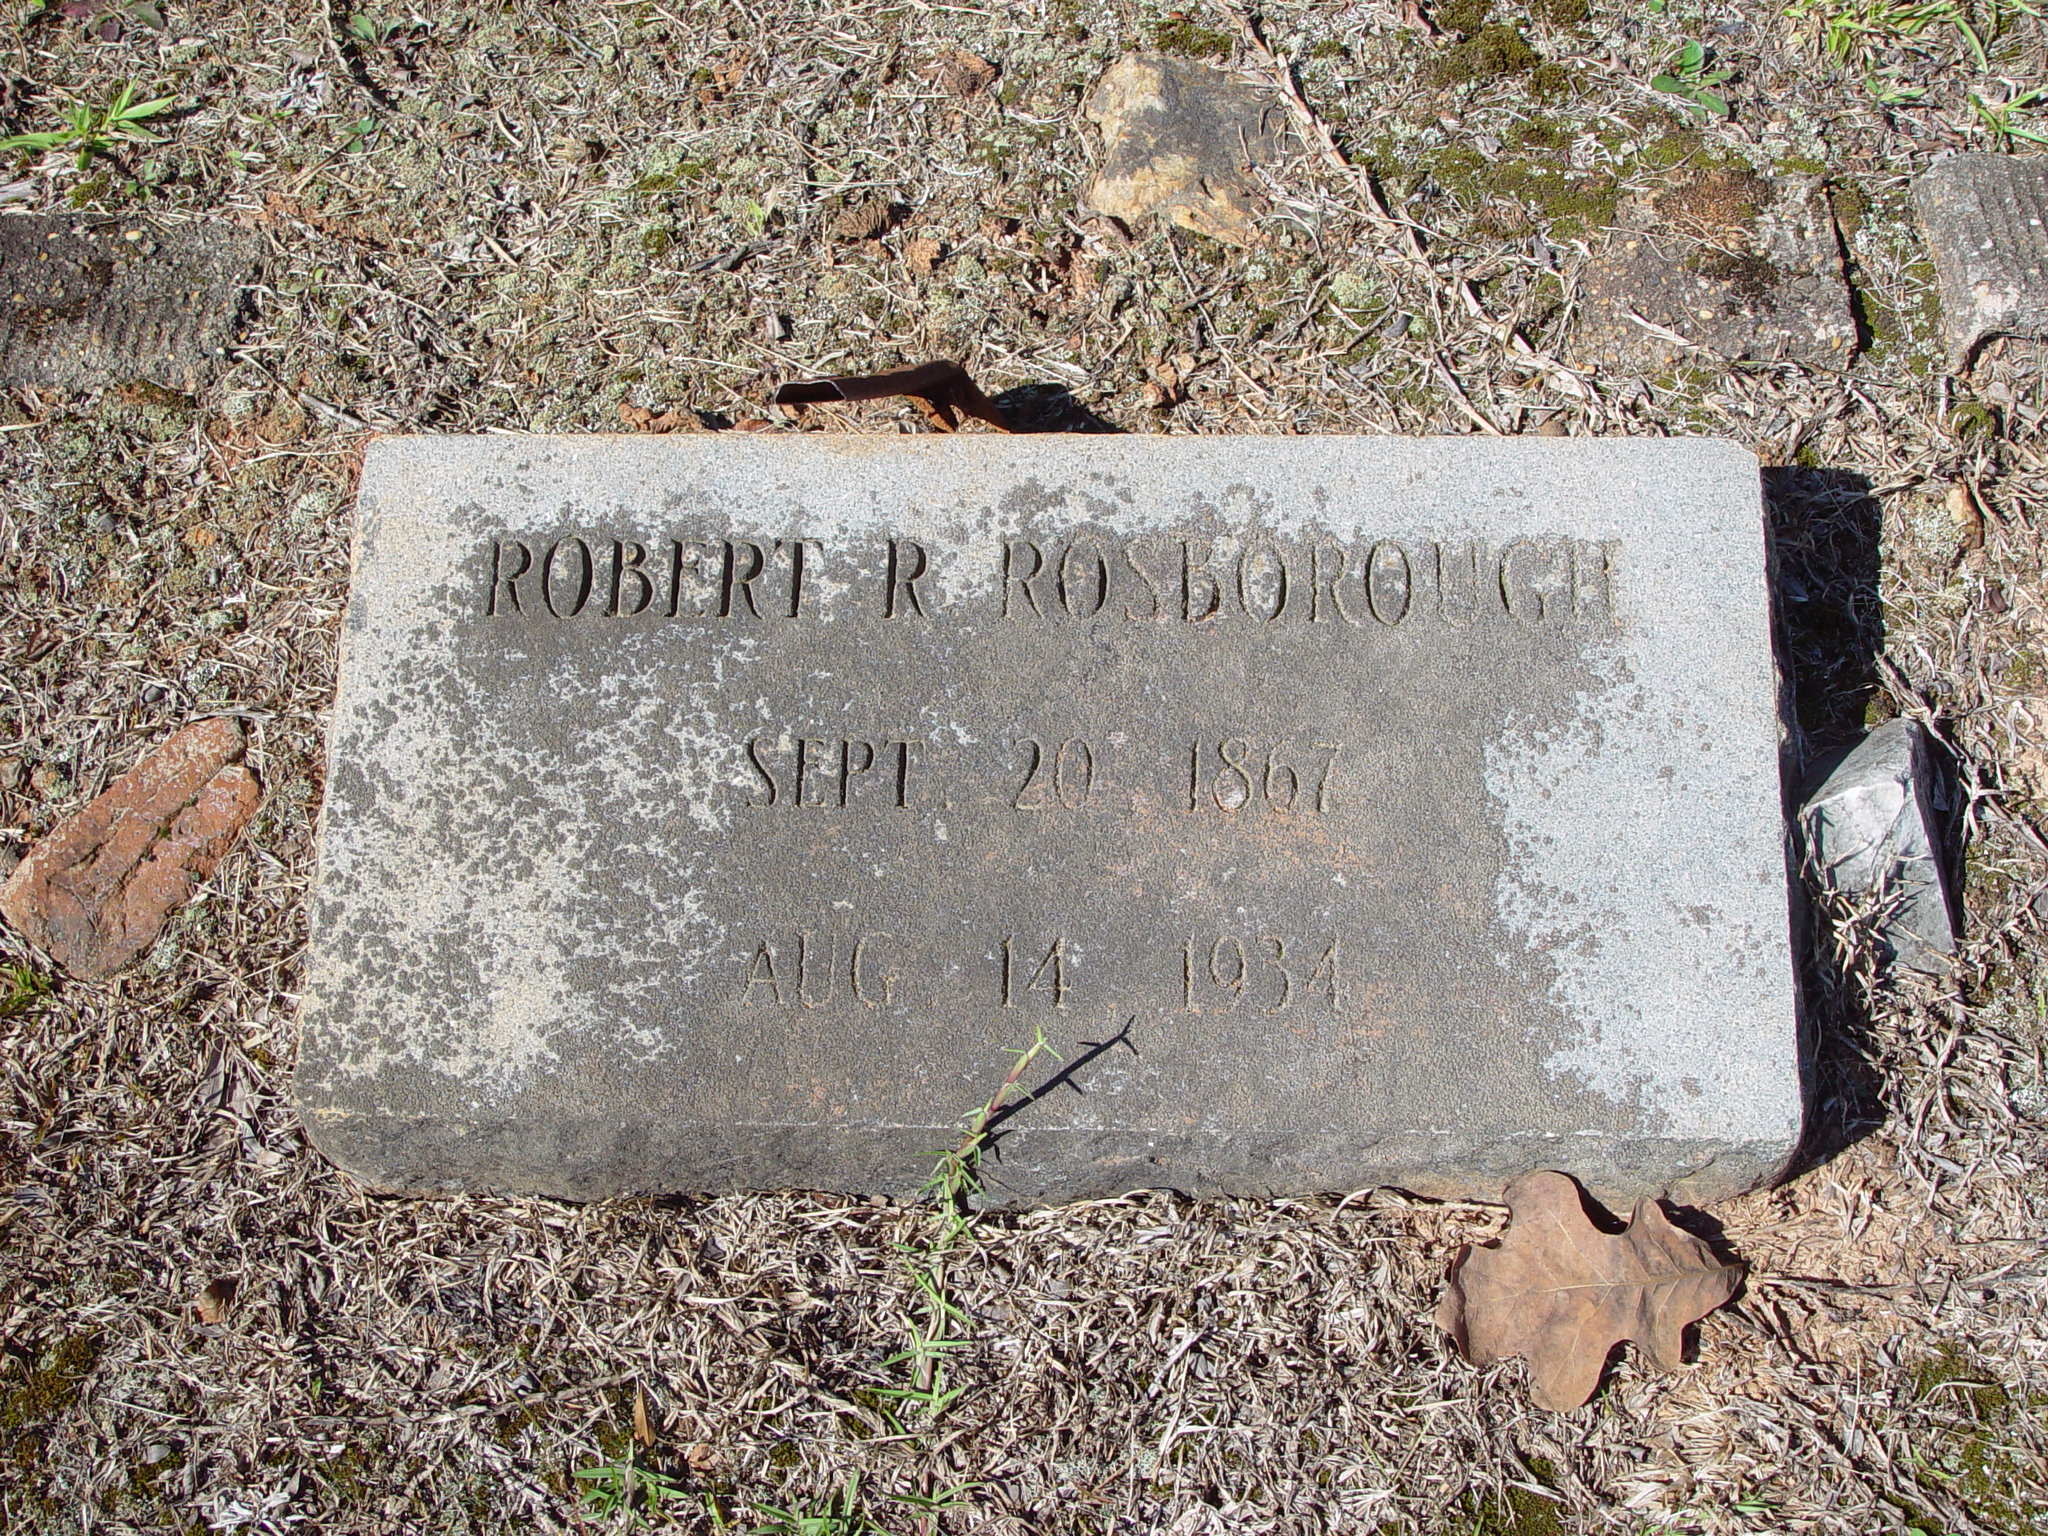 ROBERT R ROSBOROUGH
SEPT. 20 1867
AUG 14 1934